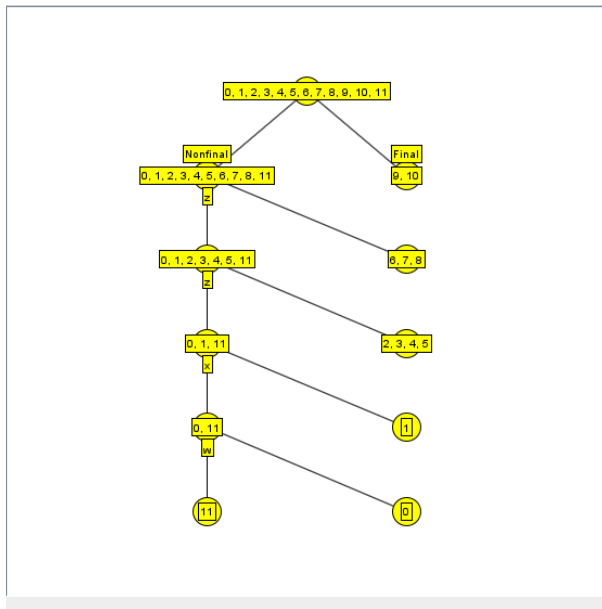 0, 1, 2, 3, 4, 5, 6, 7, 8, 9, 10, 11
Nonfinal
Final
0, 1, 2, 3, 4, 5, 6, 7, 8, 11
9, 10
z
0, 1, 2, 3, 4, 5, 11
6, 7, 8
z
0, 1, 11
2, 3, 4, 5
x
0, 11
1
w
11
0